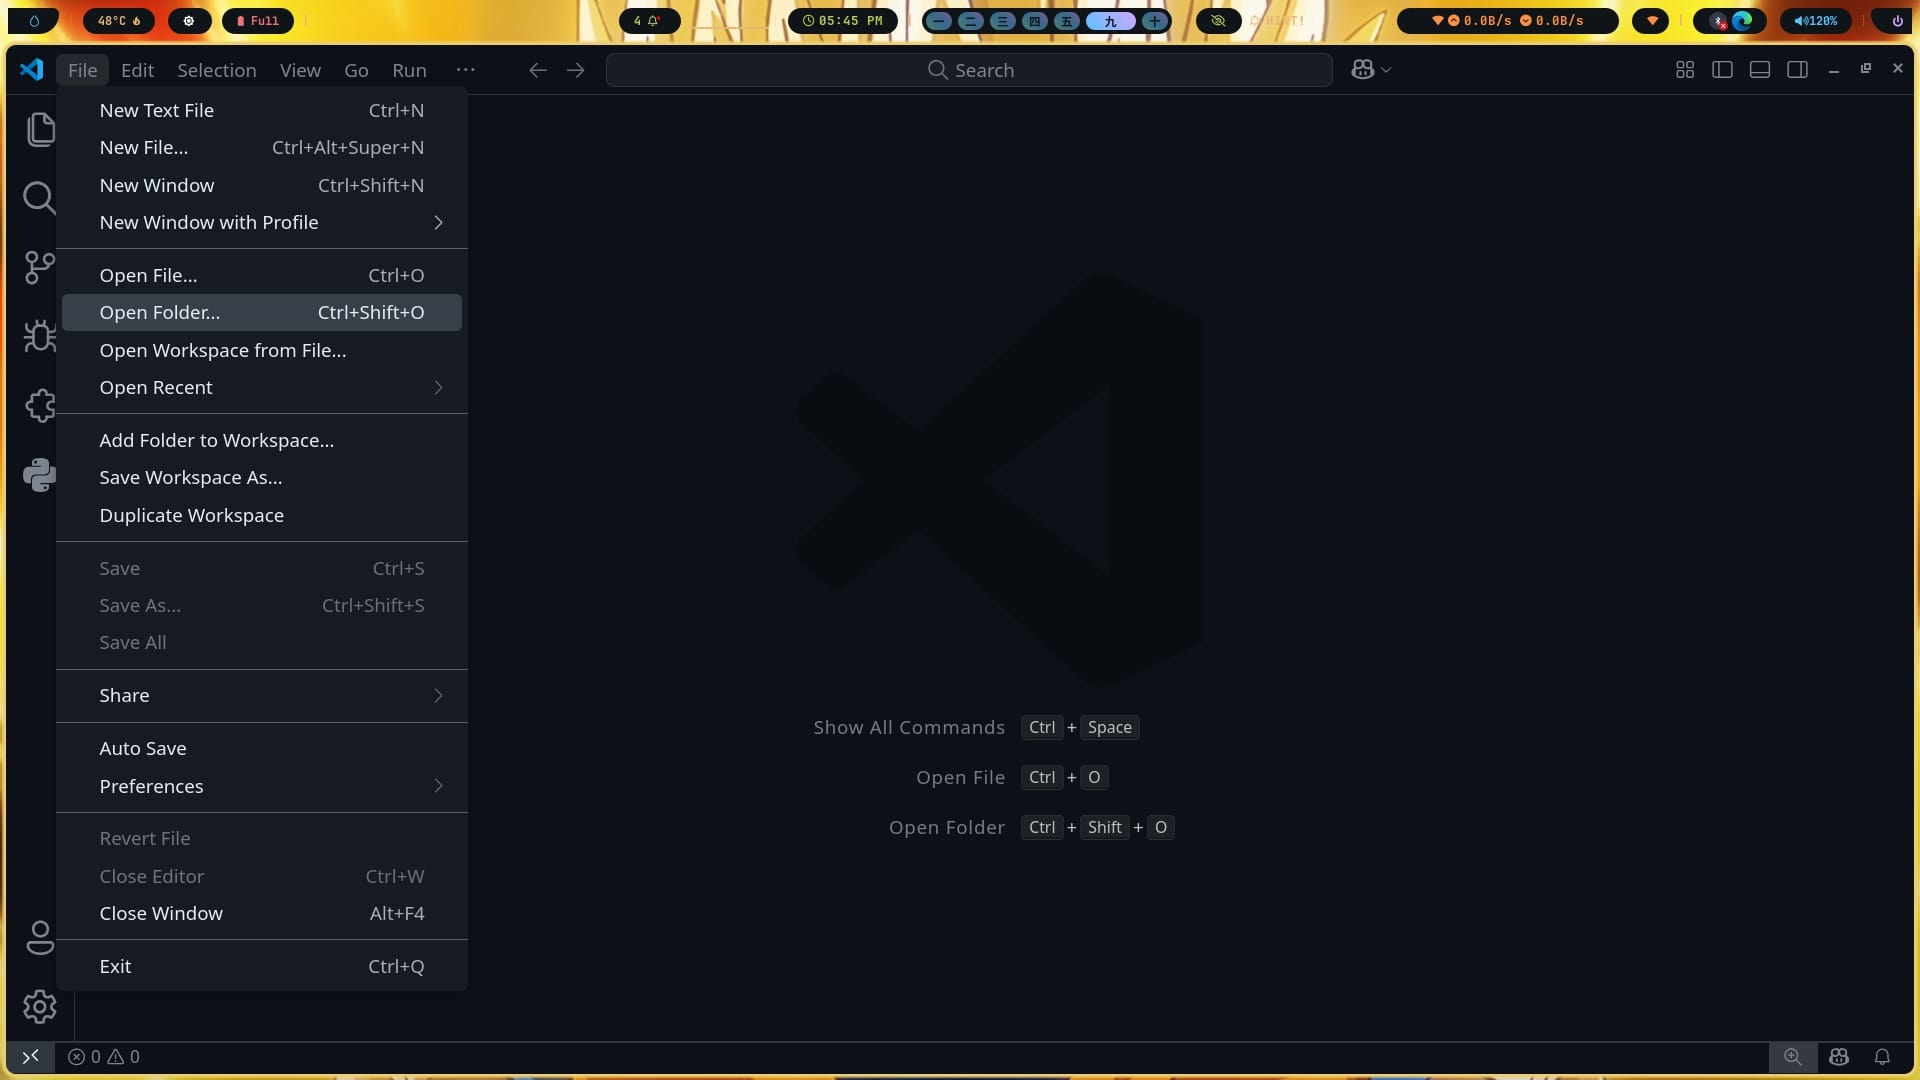 48°C Full 4 05:45 PM 一 二 三 四 五 九 十 0.0B/s 0.0B/s 120%
File Edit Selection View Go Run ··· Search
New Text File Ctrl+N
New File... Ctrl+Alt+Super+N
New Window Ctrl+Shift+N
New Window with Profile
Open File... Ctrl+O
Open Folder... Ctrl+Shift+O
Open Workspace from File...
Open Recent
Add Folder to Workspace...
Save Workspace As...
Duplicate Workspace
Save Ctrl+S
Save As... Ctrl+Shift+S
Save All
Share
Auto Save
Preferences
Revert File
Close Editor Ctrl+W
Close Window Alt+F4
Exit Ctrl+Q
Show All Commands Ctrl + Space
Open File Ctrl + O
Open Folder Ctrl + Shift + O
0 0